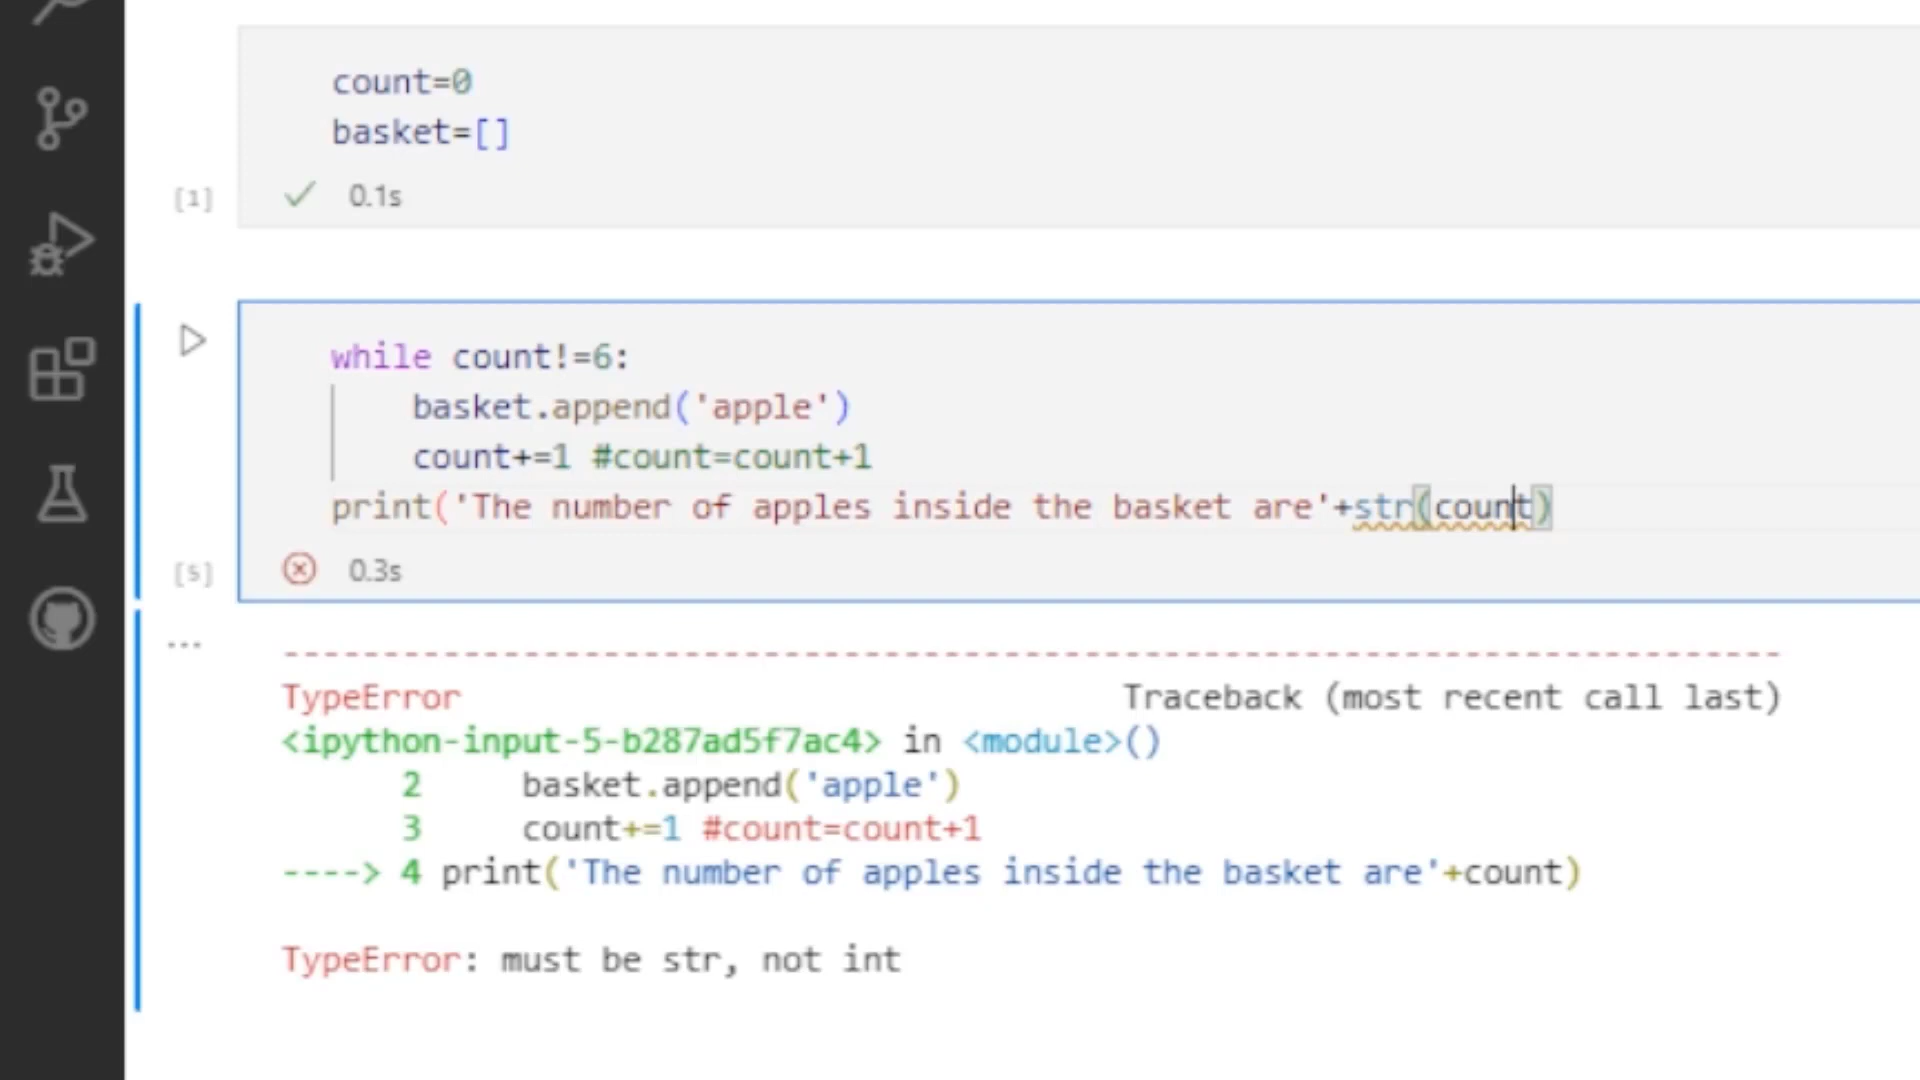 count=0
basket=[]
[1] 0.1s
while count!=6:
basket.append('apple')
count+=1 #count=count+1
print('The number of apples inside the basket are'+str(count)
[5] 0.3s
...
--------------------------------------------------------------------------- 
TypeError Traceback (most recent call last)
<ipython-input-5-b287ad5f7ac4> in <module>()
2 basket.append('apple')
3 count+=1 #count=count+1
----> 4 print('The number of apples inside the basket are'+count)
TypeError: must be str, not int